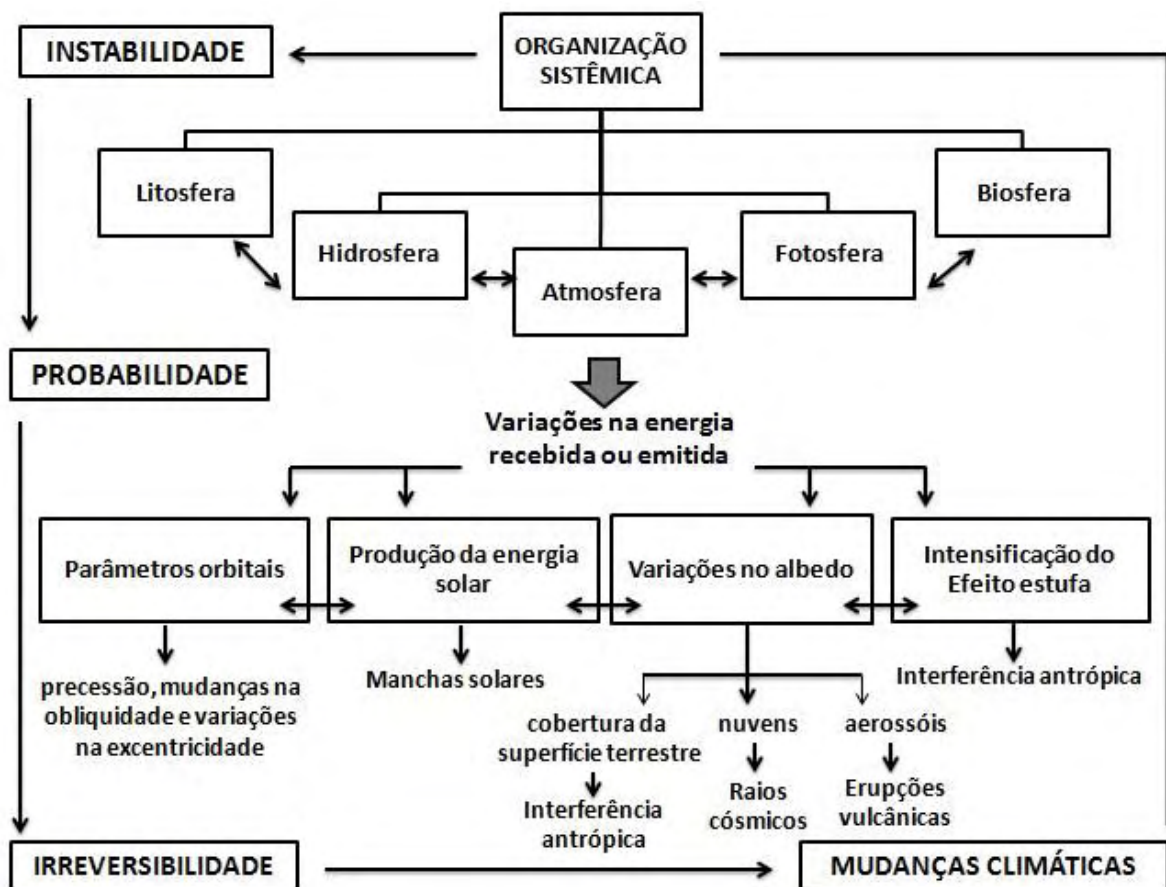 INSTABILIDADE
ORGANIZAÇÃO
SISTÊMICA
Litosfera
Biosfera
Hidrosfera
Fotosfera
Atmosfera
PROBABILIDADE
Variações na energia
recebida ou emitida
Parâmetros orbitais
Produção da energia
solar
Variações no albedo
Intensificação do
Efeito estufa
precessão, mudanças na
obliquidade e variações
na excentricidade
Manchas solares
Interferência antrópica
cobertura da
superfície terrestre
nuvens
aerossóis
Interferência
antrópica
Raios
cósmicos
Erupções
vulcânicas
IRREVERSIBILIDADE
MUDANÇAS CLIMÁTICAS